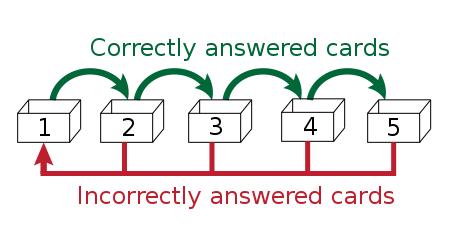 Correctly answered cards
1 2 3 4 5
Incorrectly answered cards